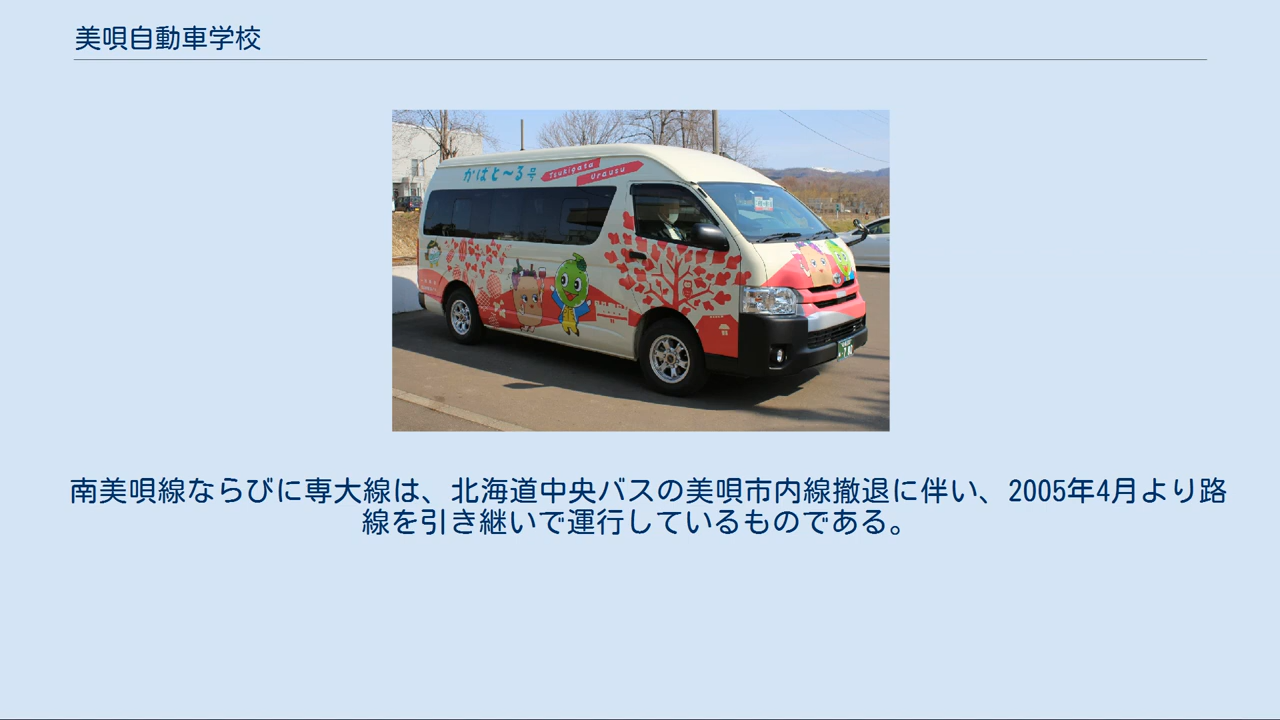 美唄自動車学校
かばと〜る号
Tsukigata
Urausu
南美唄線ならびに専大線は、北海道中央バスの美唄市内線撤退に伴い、2005年4月より路
線を引き継いで運行しているものである。